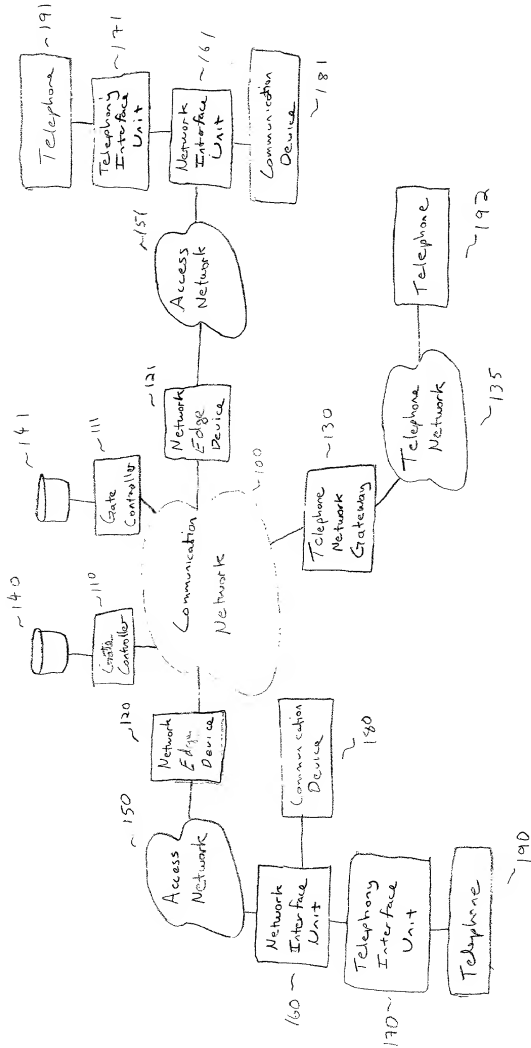 Telephone
~191
Telephony
Interface
Unit
~171
Network
Interface
Unit
~161
Communication
Device
~181
Access
Network
~151
Network
Edge
Device
~121
~141
Gate
Controller
~111
~140
Gate
Controller
~110
Communication
Network
~100
Telephone
Network
Gateway
~130
Telephone
Network
~135
Telephone
~192
Network
Edge
Device
~120
Access
Network
~150
Network
Interface
Unit
160~
Communication
Device
~180
Telephony
Interface
Unit
170~
Telephone
~190